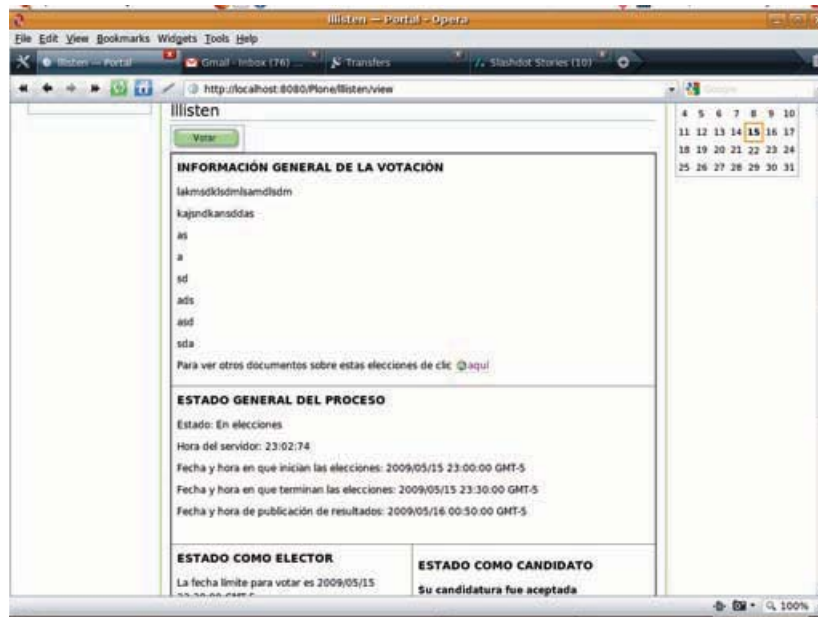 Illisten — Portal - Opera
File Edit View Bookmarks Widgets Tools Help
Illisten — Portal
Gmail - Inbox (76) ...
Transfers
Slashdot Stories (10)
http://localhost:8080/Plone/Illisten/view
Google
Illisten
Votar
INFORMACIÓN GENERAL DE LA VOTACIÓN
lakmsdklsdmlsamdlsdm
kajsndkansddas
as
a
sd
ads
asd
sda
Para ver otros documentos sobre estas elecciones de clic aquí
ESTADO GENERAL DEL PROCESO
Estado: En elecciones
Hora del servidor: 23:02:74
Fecha y hora en que inician las elecciones: 2009/05/15 23:00:00 GMT-5
Fecha y hora en que terminan las elecciones: 2009/05/15 23:30:00 GMT-5
Fecha y hora de publicación de resultados: 2009/05/16 00:50:00 GMT-5
ESTADO COMO ELECTOR
La fecha límite para votar es 2009/05/15
ESTADO COMO CANDIDATO
Su candidatura fue aceptada
4 5 6 7 8 9 10
11 12 13 14 15 16 17
18 19 20 21 22 23 24
25 26 27 28 29 30 31
100%